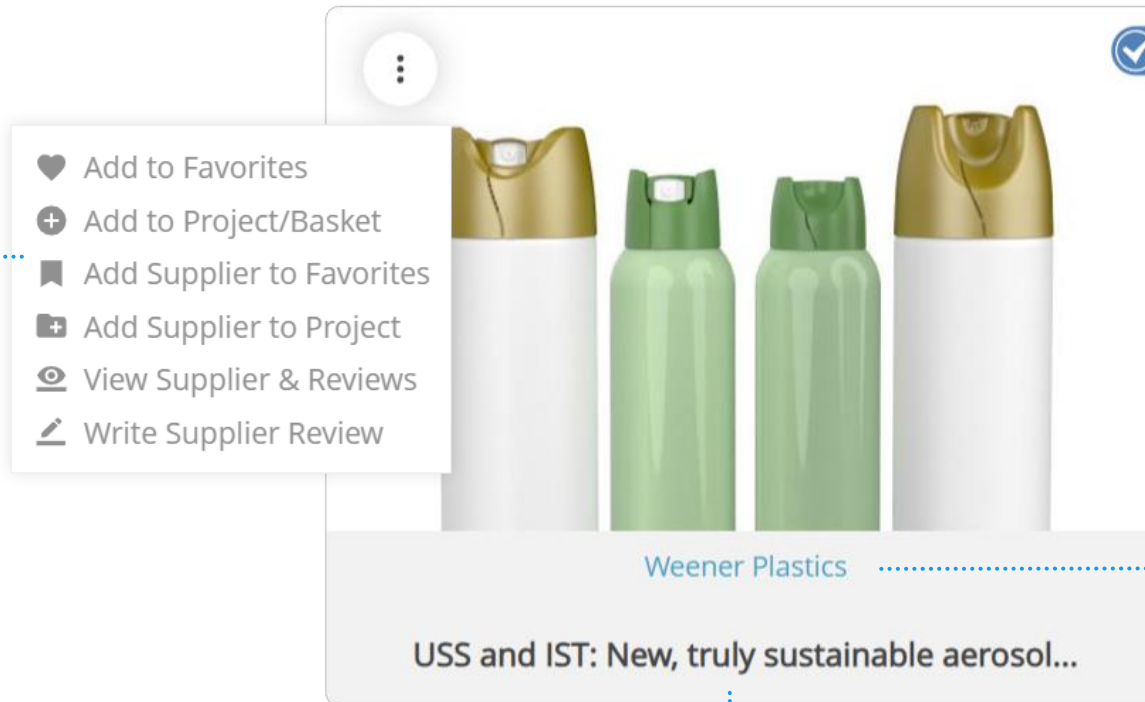 Add to Favorites
Add to Project/Basket
Add Supplier to Favorites
Add Supplier to Project
View Supplier & Reviews
Write Supplier Review
Weener Plastics
USS and IST: New, truly sustainable aerosol...